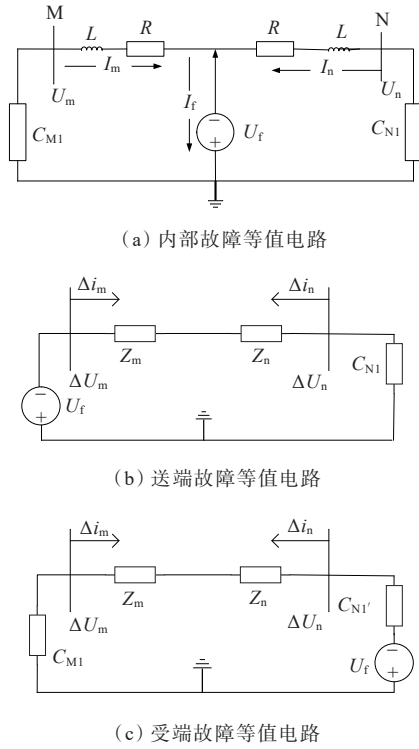 M N
L R R L
I_m I_n
U_m I_f U_n
C_M1 U_f C_N1
(a)内部故障等值电路
Δi_m Δi_n
Z_m Z_n
ΔU_m ΔU_n C_N1
U_f
(b)送端故障等值电路
Δi_m Δi_n
Z_m Z_n C_N1′
ΔU_m ΔU_n
C_M1 U_f
(c)受端故障等值电路